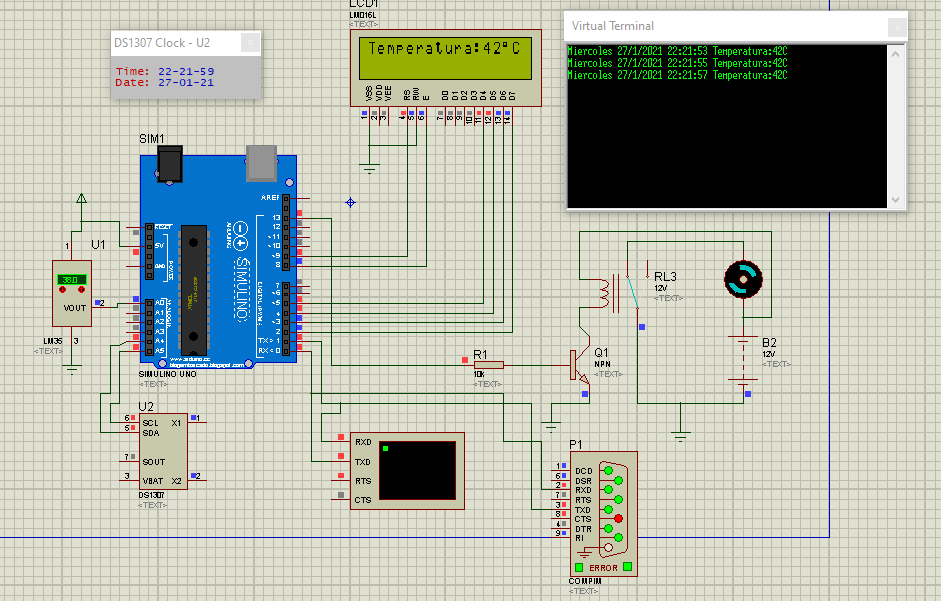 LCD1
LM016L
<TEXT>
Temperatura:42°C
VSS VDD VEE RS RW E D0 D1 D2 D3 D4 D5 D6 D7
1 2 3 4 5 6 7 8 9 10 11 12 13 14
DS1307 Clock - U2
Time: 22-21-59
Date: 27-01-21
Virtual Terminal
Miercoles 27/1/2021 22:21:53 Temperatura:42C
Miercoles 27/1/2021 22:21:55 Temperatura:42C
Miercoles 27/1/2021 22:21:57 Temperatura:42C
SIM1
AREF
13
12
~11
~10
~9
8
7
~6
~5
4
~3
2
TX> 1
RX< 0
RESET
5V
GND
POWER
A0
A1
A2
A3
A4
A5
ARDUINO
SIMULINO
www.arduino.cc
blogembarcado.blogspot.com
SIMULINO UNO
<TEXT>
U1
1
VOUT
2
3
LM35
<TEXT>
U2
6 SCL X1 1
5 SDA
7 SOUT
3 VBAT X2 2
DS1307
<TEXT>
R1
10k
<TEXT>
Q1
NPN
<TEXT>
RL3
12V
<TEXT>
B2
12V
<TEXT>
RXD
TXD
RTS
CTS
P1
1 DCD
6 DSR
2 RXD
7 RTS
3 TXD
8 CTS
4 DTR
9 RI
ERROR
COMPIM
<TEXT>